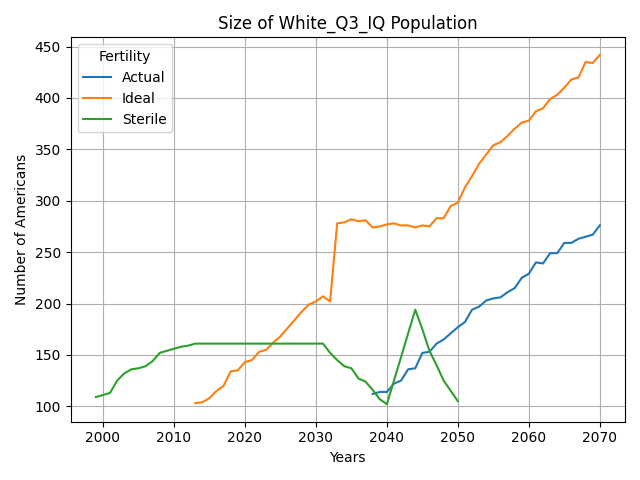 Size of White_Q3_IQ Population
Fertility
Actual
Ideal
Sterile
Number of Americans
450
400
350
300
250
200
150
100
2000 2010 2020 2030 2040 2050 2060 2070
Years